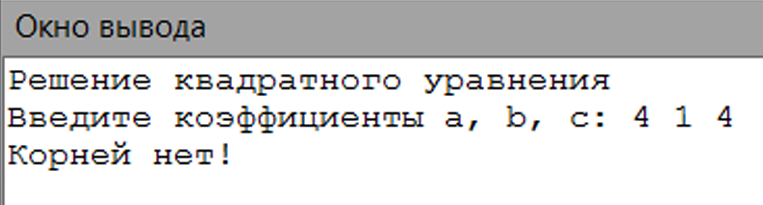 Окно вывода
Решение квадратного уравнения
Введите коэффициенты a, b, c: 4 1 4
Корней нет!